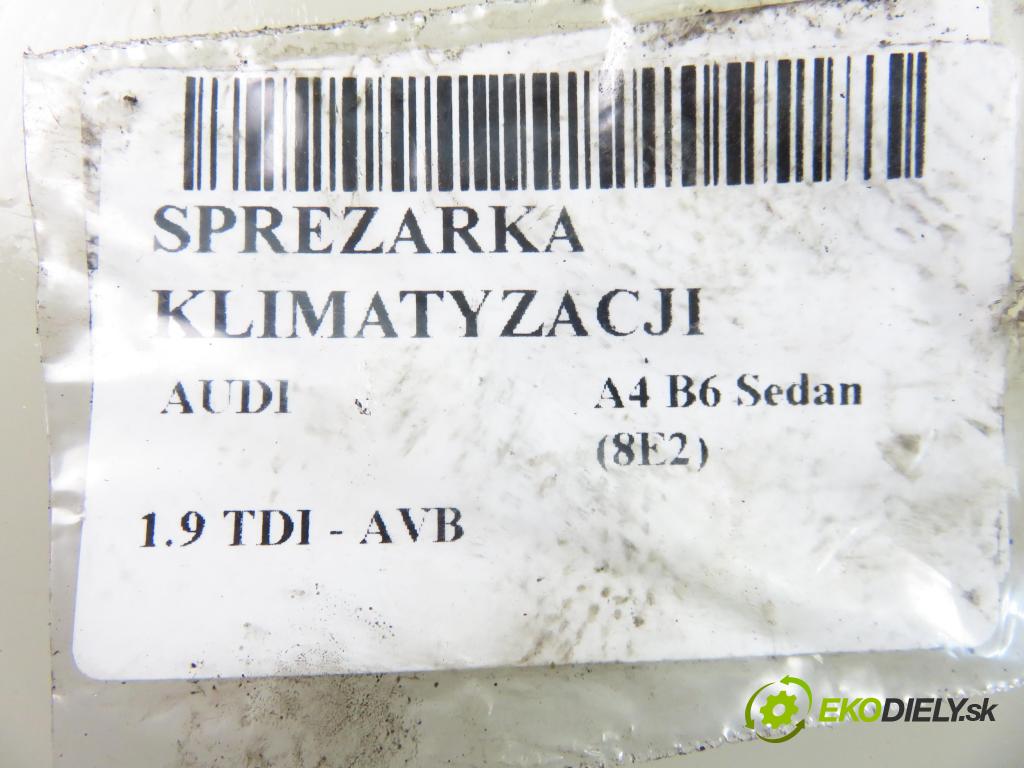 SPREZARKA
KLIMATYZACJI
AUDI A4 B6 Sedan
(8E2)
1.9 TDI - AVB
EKODIELY.sk